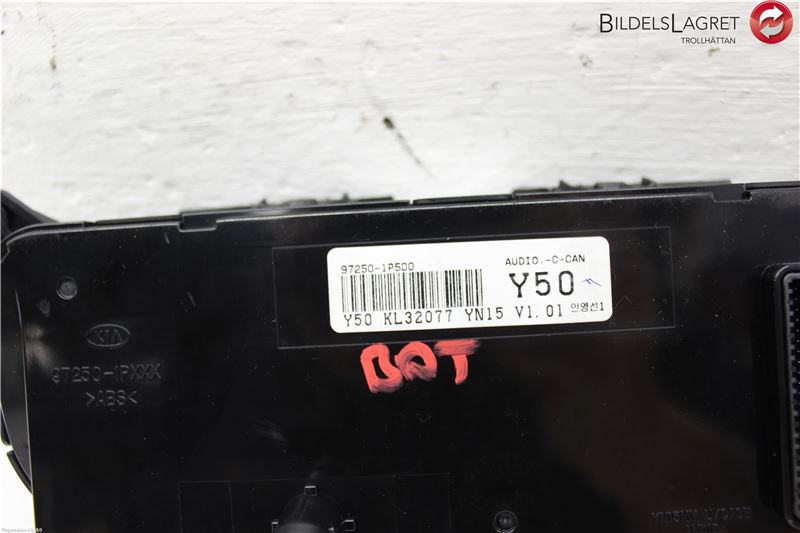 BILDELSLAGRET
TROLLHÄTTAN
97250-1P500
AUDIO.-C-CAN
Y50
Y50 KL32077 YN15 V1.01 안영선1
BOT
KIA
97250-1PXXX
>ABS<